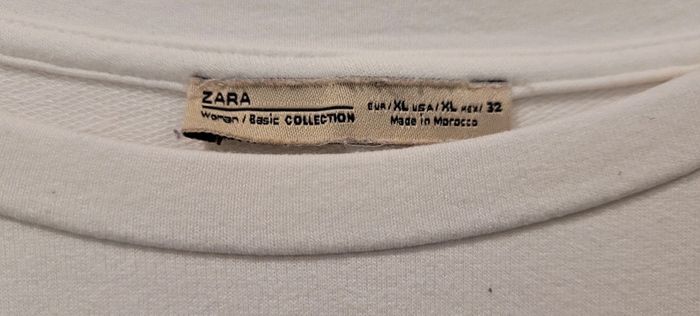 ZARA
Woman / Basic COLLECTION
EUR/XL USA/XL MEX/32
Made in Morocco